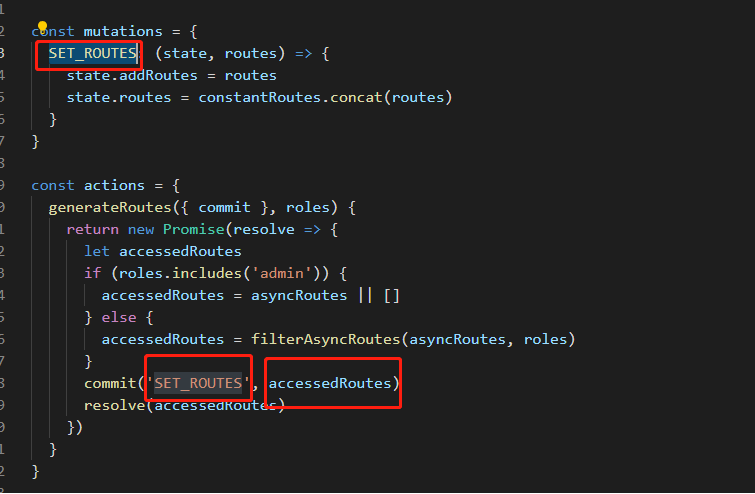 1
2 const mutations = {
3 SET_ROUTES (state, routes) => {
4 state.addRoutes = routes
5 state.routes = constantRoutes.concat(routes)
6 }
7 }
8
9 const actions = {
0 generateRoutes({ commit }, roles) {
1 return new Promise(resolve => {
2 let accessedRoutes
3 if (roles.includes('admin')) {
4 accessedRoutes = asyncRoutes || []
5 } else {
6 accessedRoutes = filterAsyncRoutes(asyncRoutes, roles)
7 }
8 commit('SET_ROUTES', accessedRoutes)
9 resolve(accessedRoutes)
0 })
1 }
2 }